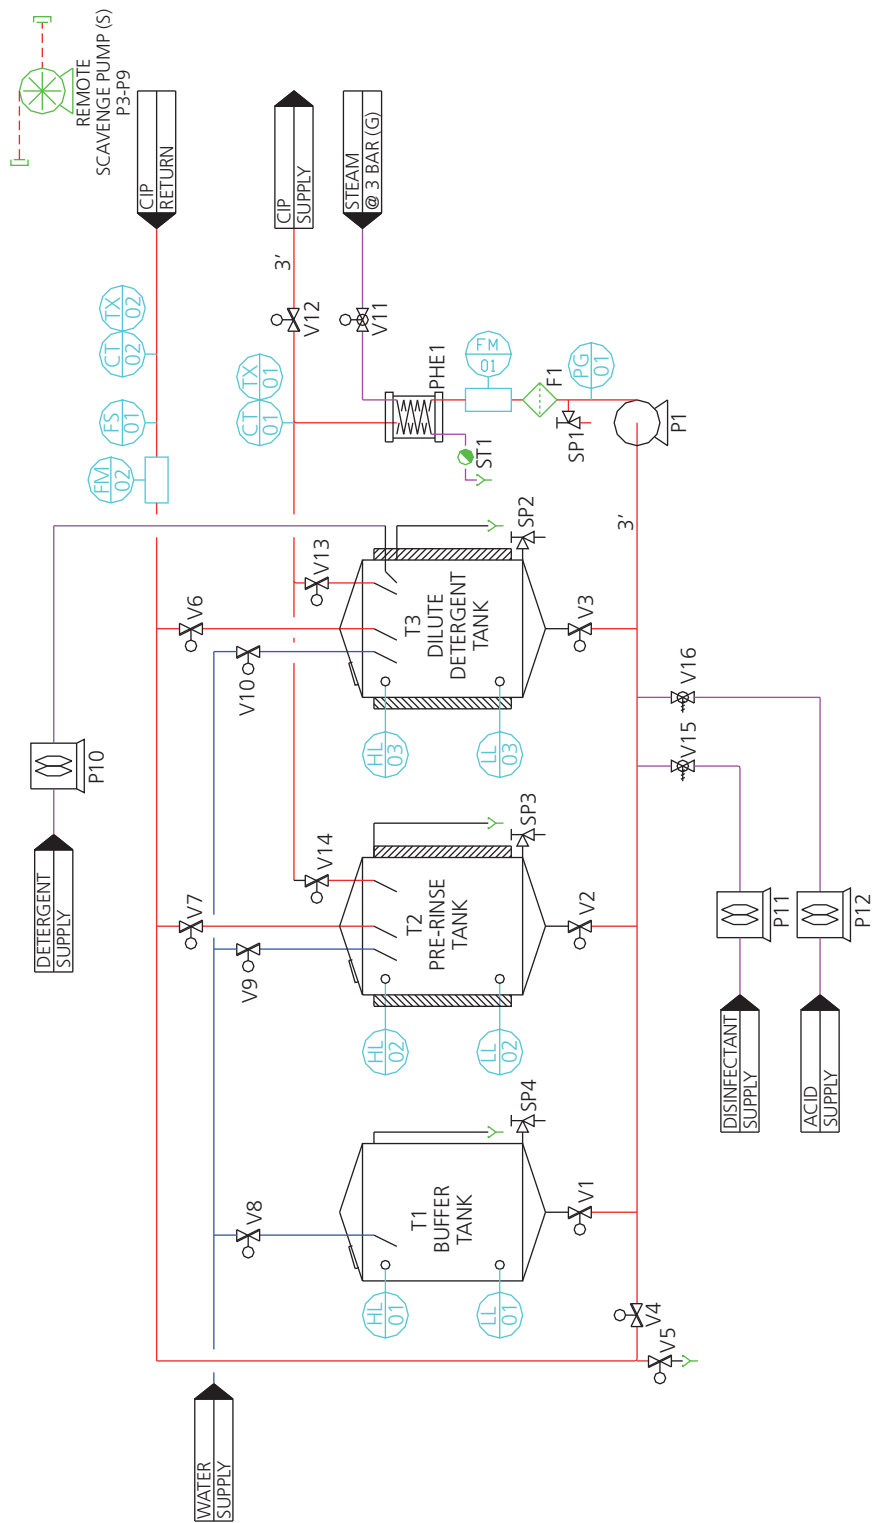 REMOTE
SCAVENGE PUMP (S)
P3-P9
CIP
RETURN
CIP
SUPPLY
STEAM
@ 3 BAR (G)
TX
02
CT
02
FS
01
FM
02
3’
V12
V11
TX
01
CT
01
PHE1
FM
01
F1
PG
01
ST1
SP1
P1
3’
V6
V10
V13
T3
DILUTE
DETERGENT
TANK
SP2
HL
03
LL
03
V3
V16
V15
P10
DETERGENT
SUPPLY
V7
V9
V14
T2
PRE-RINSE
TANK
SP3
HL
02
LL
02
V2
P11
P12
DISINFECTANT
SUPPLY
ACID
SUPPLY
V8
T1
BUFFER
TANK
SP4
HL
01
LL
01
V1
V4
V5
WATER
SUPPLY